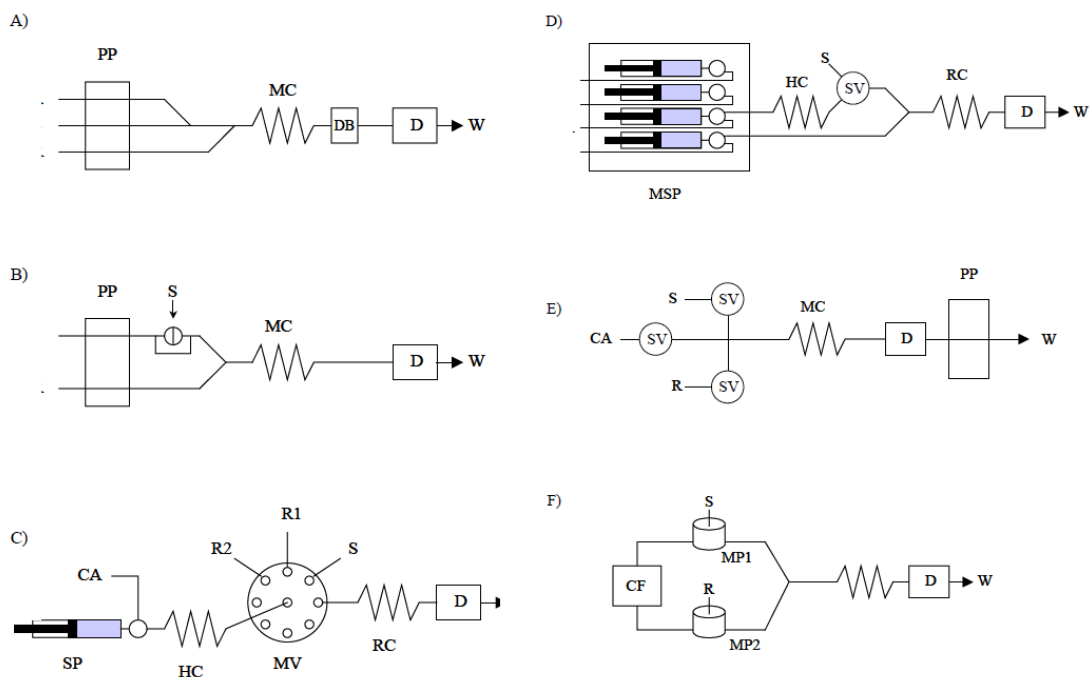 A)
PP
MC
DB
D
W
B)
PP
S
MC
D
W
C)
R1
R2
S
CA
D
SP
HC
MV
RC
D)
S
HC
SV
RC
D
W
MSP
E)
PP
S
SV
MC
CA
SV
D
W
R
SV
F)
S
MP1
CF
R
D
W
MP2